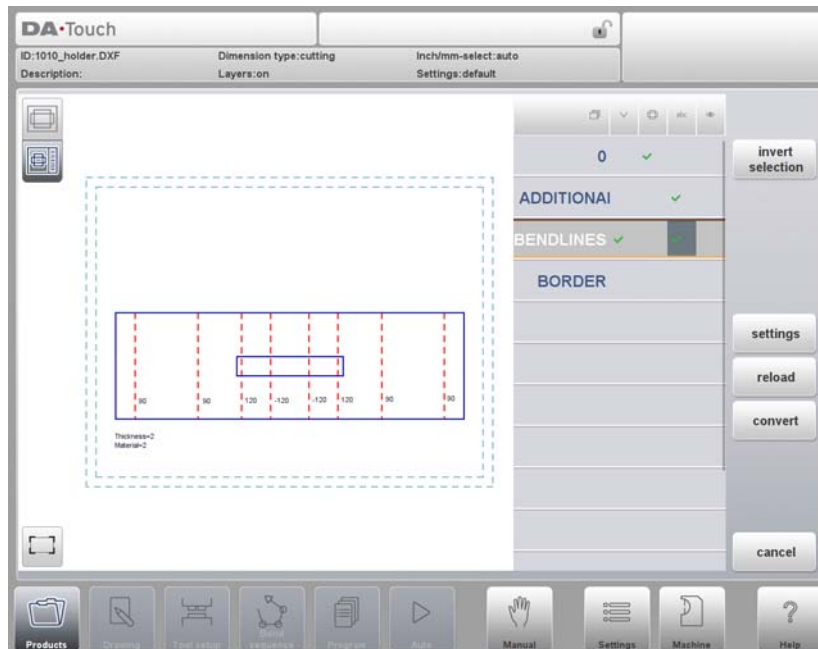 DA•Touch
ID:1010_holder.DXF Dimension type:cutting Inch/mm-select:auto
Description: Layers:on Settings:default
abc
0
invert selection
ADDITIONAI
BENDLINES
BORDER
settings
reload
convert
90 90 120 -120 -120 120 90 90
Thickness=2
Material=2
cancel
Products Drawing Tool setup Bend sequence Program Auto Manual Settings Machine Help